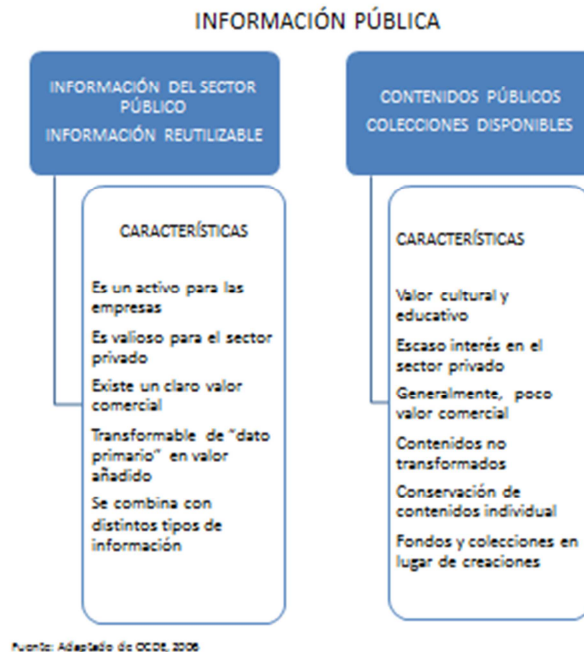 INFORMACIÓN PÚBLICA
INFORMACIÓN DEL SECTOR
PÚBLICO
INFORMACIÓN REUTILIZABLE
CARACTERÍSTICAS
Es un activo para las
empresas
Es valioso para el sector
privado
Existe un claro valor
comercial
Transformable de “dato
primario” en valor
añadido
Se combina con
distintos tipos de
información
CONTENIDOS PÚBLICOS
COLECCIONES DISPONIBLES
CARACTERÍSTICAS
Valor cultural y
educativo
Escaso interés en el
sector privado
Generalmente, poco
valor comercial
Contenidos no
transformados
Conservación de
contenidos individual
Fondos y colecciones en
lugar de creaciones
Fuente: Adaptado de OCDE, 2006